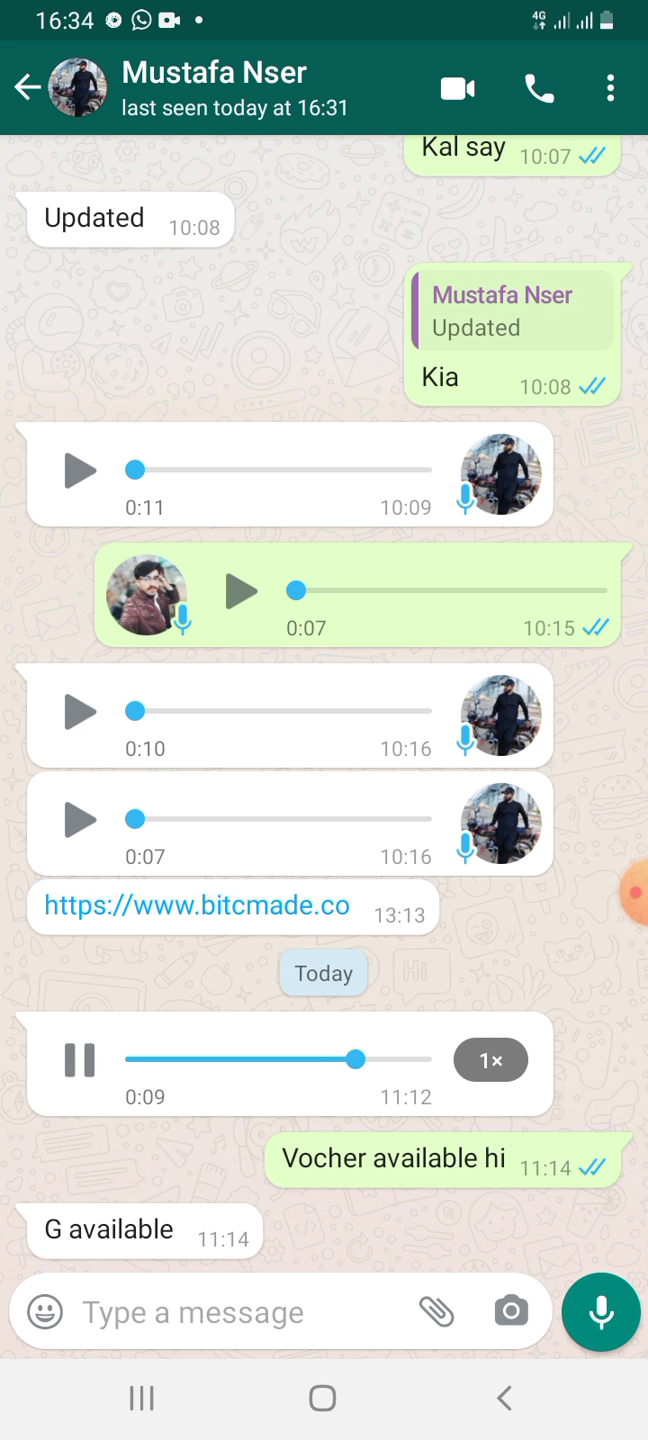 16:34
4G
Mustafa Nser
last seen today at 16:31
Kal say 10:07
Updated 10:08
Mustafa Nser
Updated
Kia 10:08
0:11 10:09
0:07 10:15
0:10 10:16
0:07 10:16
https://www.bitcmade.co 13:13
Today
1×
0:09 11:12
Vocher available hi 11:14
G available 11:14
Type a message